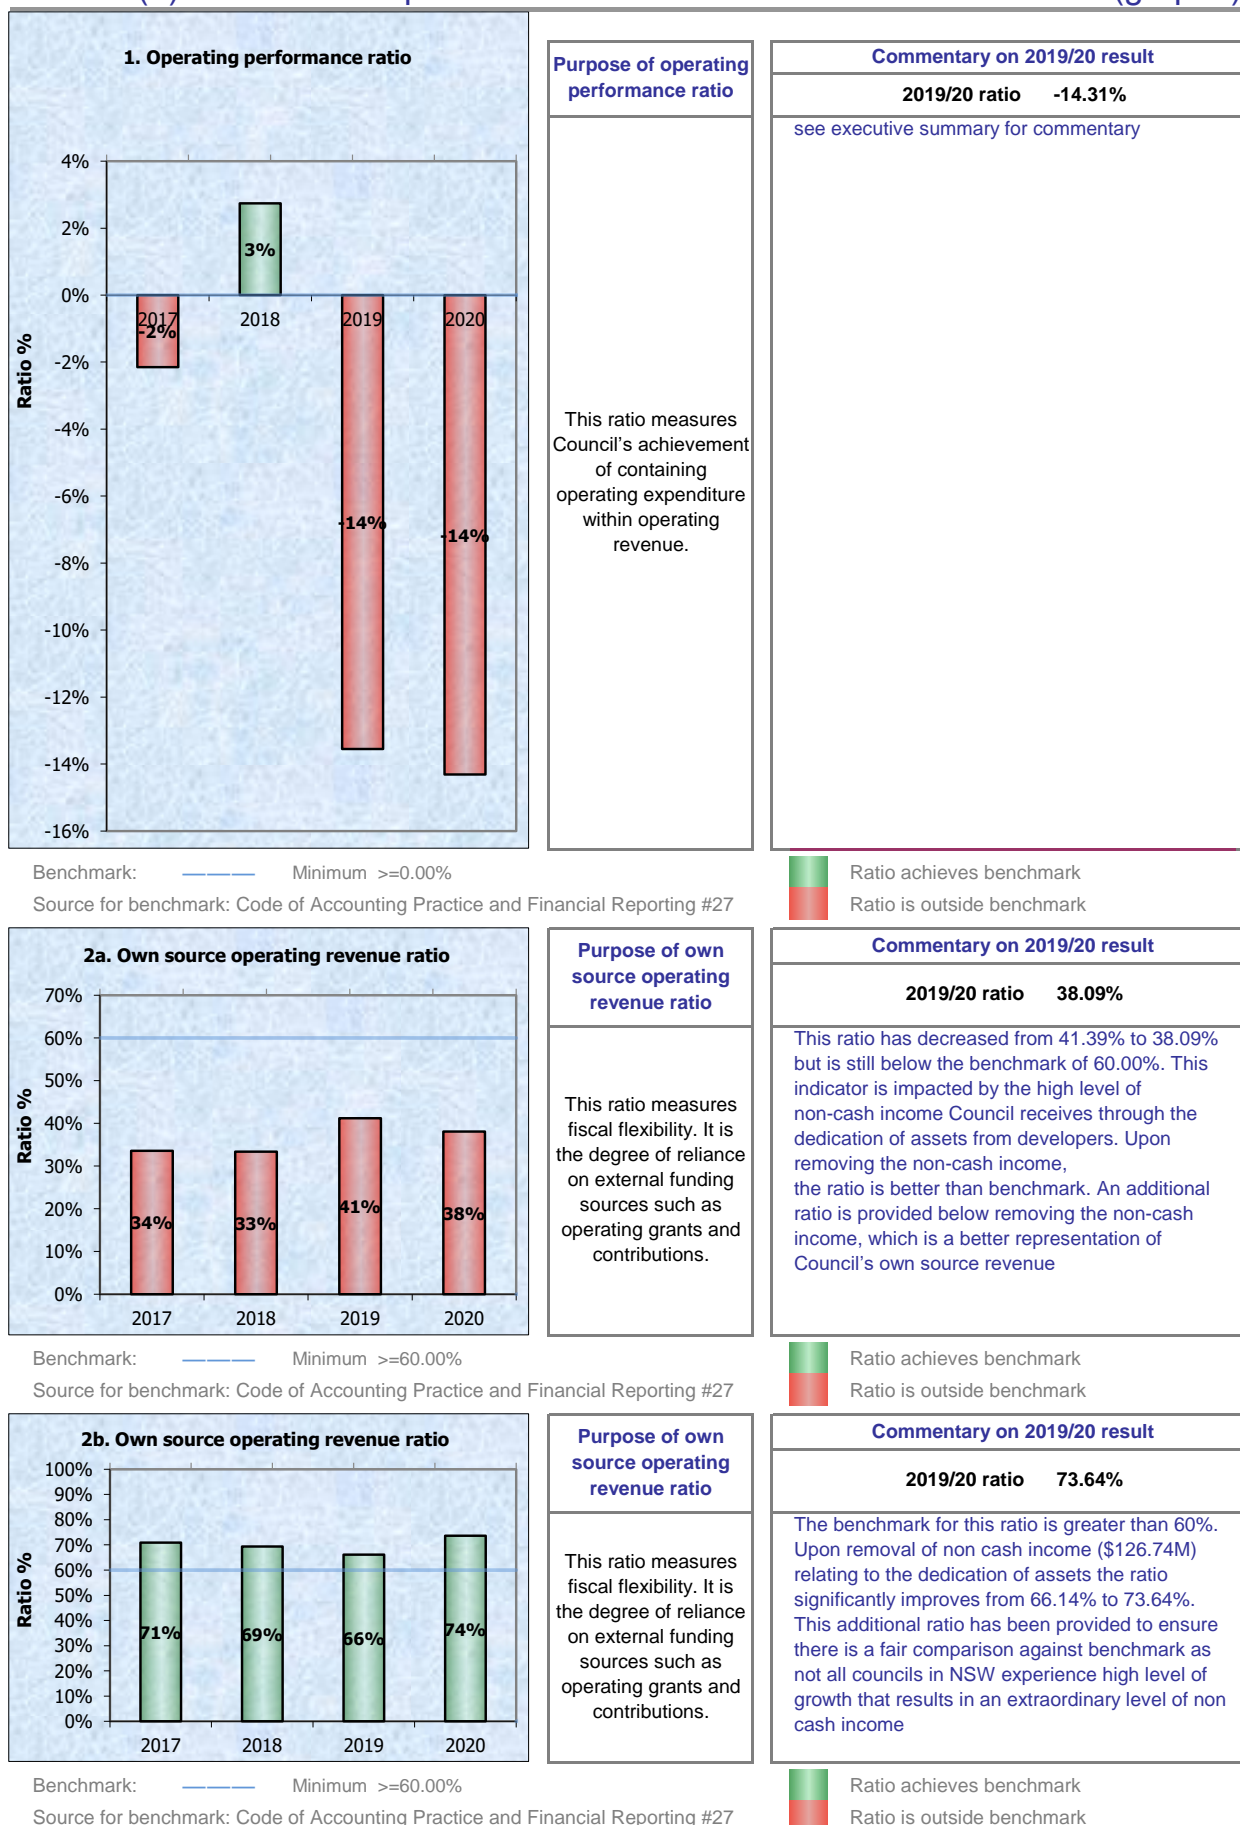 1. Operating performance ratio
4%
2%
0%
-2%
-4%
-6%
-8%
-10%
-12%
-14%
-16%
Ratio %
2017
2018
2019
2020
-2%
3%
-14%
-14%
Purpose of operating
performance ratio
This ratio measures
Council’s achievement
of containing
operating expenditure
within operating
revenue.
Commentary on 2019/20 result
2019/20 ratio -14.31%
see executive summary for commentary
Benchmark: ——— Minimum >=0.00%
Source for benchmark: Code of Accounting Practice and Financial Reporting #27
Ratio achieves benchmark
Ratio is outside benchmark
2a. Own source operating revenue ratio
70%
60%
50%
40%
30%
20%
10%
0%
Ratio %
34%
33%
41%
38%
2017
2018
2019
2020
Purpose of own
source operating
revenue ratio
This ratio measures
fiscal flexibility. It is
the degree of reliance
on external funding
sources such as
operating grants and
contributions.
Commentary on 2019/20 result
2019/20 ratio 38.09%
This ratio has decreased from 41.39% to 38.09%
but is still below the benchmark of 60.00%. This
indicator is impacted by the high level of
non-cash income Council receives through the
dedication of assets from developers. Upon
removing the non-cash income,
the ratio is better than benchmark. An additional
ratio is provided below removing the non-cash
income, which is a better representation of
Council’s own source revenue
Benchmark: ——— Minimum >=60.00%
Source for benchmark: Code of Accounting Practice and Financial Reporting #27
Ratio achieves benchmark
Ratio is outside benchmark
2b. Own source operating revenue ratio
100%
90%
80%
70%
60%
50%
40%
30%
20%
10%
0%
Ratio %
71%
69%
66%
74%
2017
2018
2019
2020
Purpose of own
source operating
revenue ratio
This ratio measures
fiscal flexibility. It is
the degree of reliance
on external funding
sources such as
operating grants and
contributions.
Commentary on 2019/20 result
2019/20 ratio 73.64%
The benchmark for this ratio is greater than 60%.
Upon removal of non cash income ($126.74M)
relating to the dedication of assets the ratio
significantly improves from 66.14% to 73.64%.
This additional ratio has been provided to ensure
there is a fair comparison against benchmark as
not all councils in NSW experience high level of
growth that results in an extraordinary level of non
cash income
Benchmark: ——— Minimum >=60.00%
Source for benchmark: Code of Accounting Practice and Financial Reporting #27
Ratio achieves benchmark
Ratio is outside benchmark